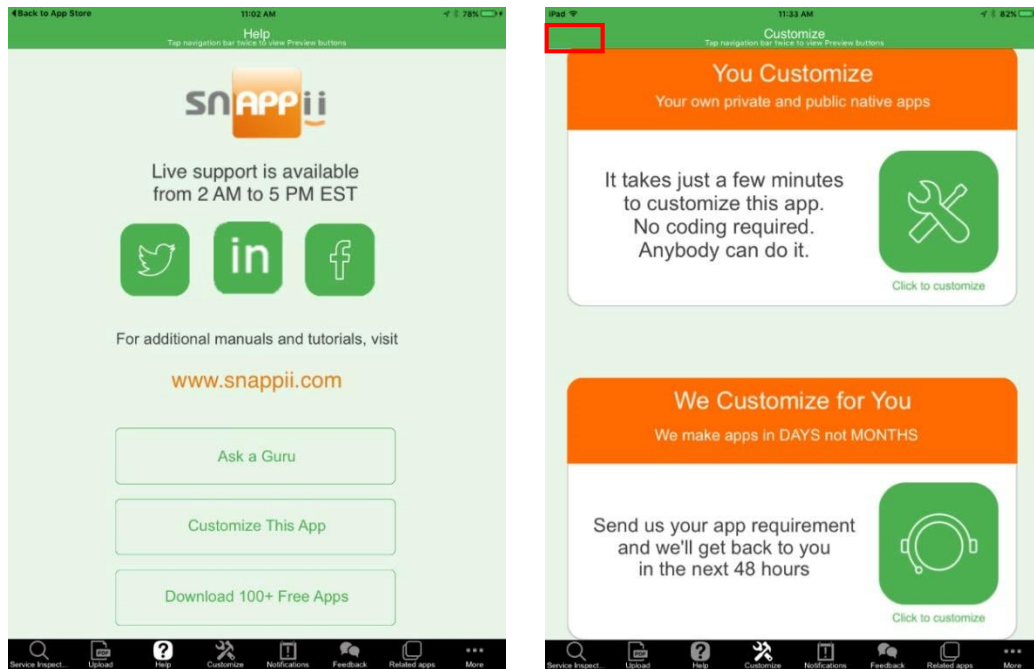 Back to App Store
11:02 AM
78%
Help
Tap navigation bar twice to view Preview buttons
snAPPii
Live support is available
from 2 AM to 5 PM EST
in
f
For additional manuals and tutorials, visit
www.snappii.com
Ask a Guru
Customize This App
Download 100+ Free Apps
Service Inspect...
PDF
Upload
Help
Customize
Notifications
Feedback
Related apps
More
iPad
11:33 AM
82%
Customize
Tap navigation bar twice to view Preview buttons
You Customize
Your own private and public native apps
It takes just a few minutes
to customize this app.
No coding required.
Anybody can do it.
Click to customize
We Customize for You
We make apps in DAYS not MONTHS
Send us your app requirement
and we'll get back to you
in the next 48 hours
Click to customize
Service Inspect...
PDF
Upload
Help
Customize
Notifications
Feedback
Related apps
More